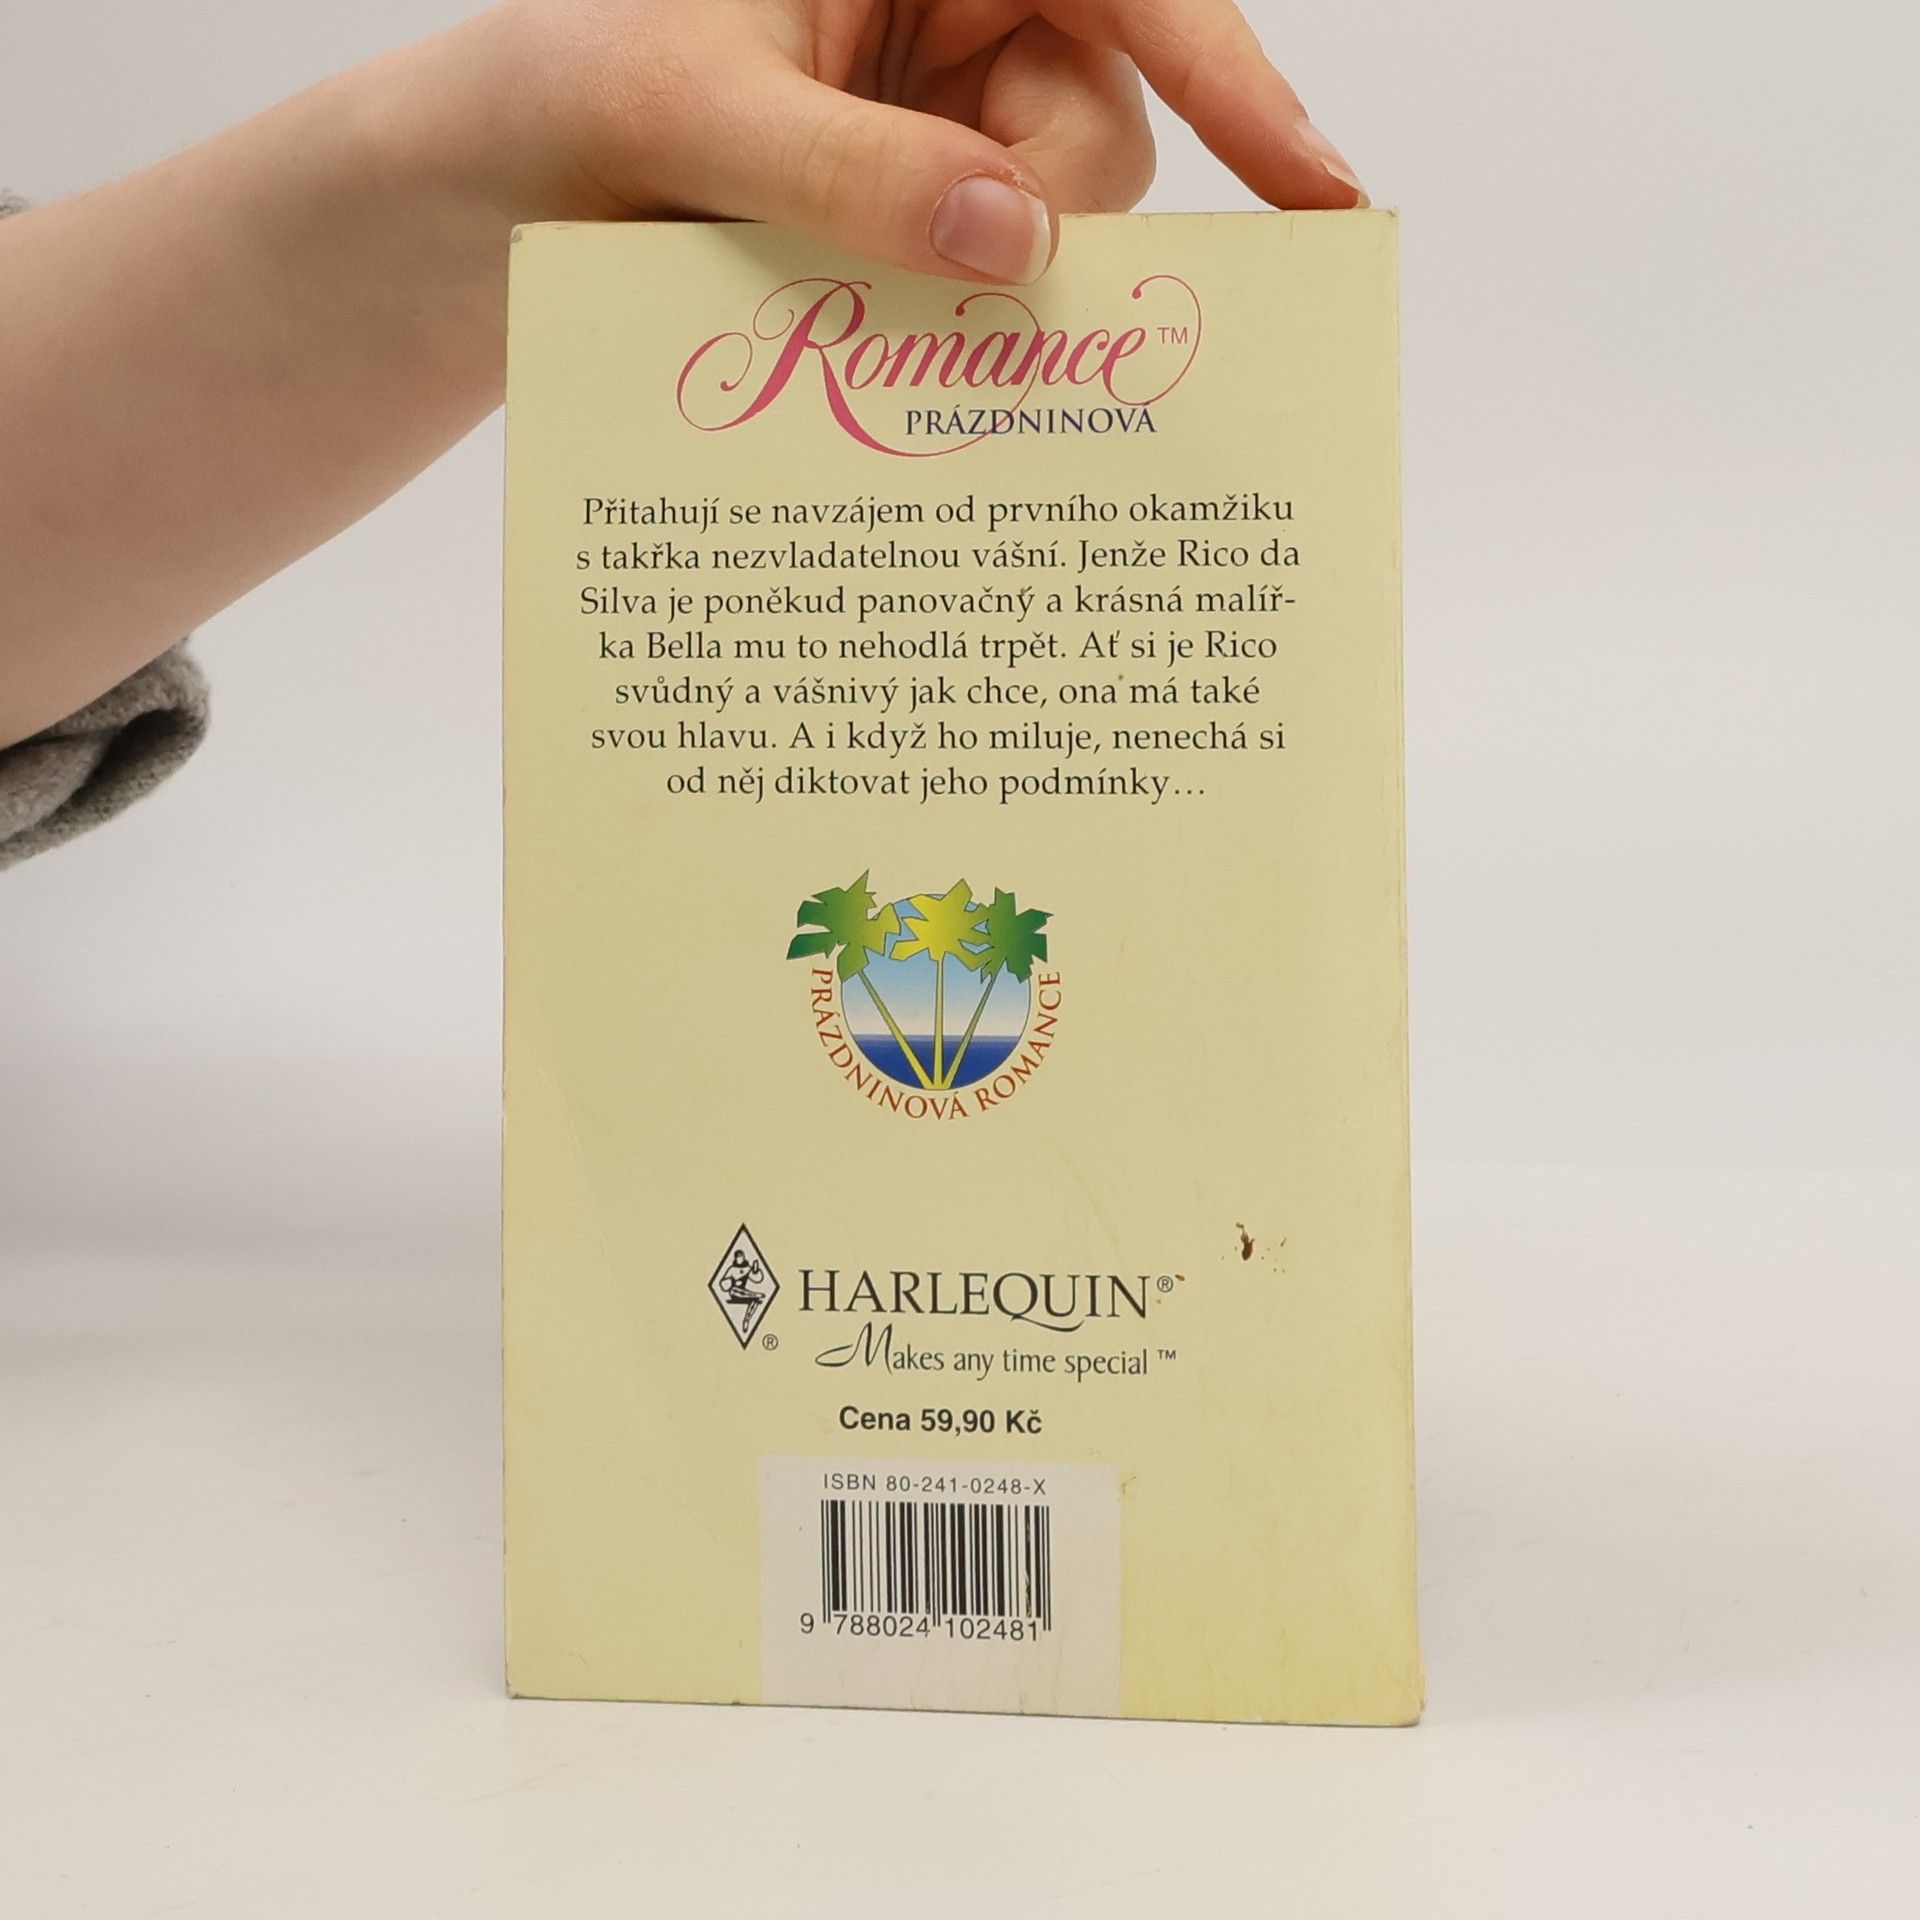 Romance™
PRÁZDNINOVÁ
Přitahují se navzájem od prvního okamžiku
s takřka nezvladatelnou vášní. Jenže Rico da
Silva je poněkud panovačný a krásná malíř-
ka Bella mu to nehodlá trpět. Ať si je Rico
svůdný a vášnivý jak chce, ona má také
svou hlavu. A i když ho miluje, nenechá si
od něj diktovat jeho podmínky…
PRÁZDNINOVÁ ROMANCE
HARLEQUIN®
®
Makes any time special™
Cena 59,90 Kč
ISBN 80-241-0248-X
9 788024 102481